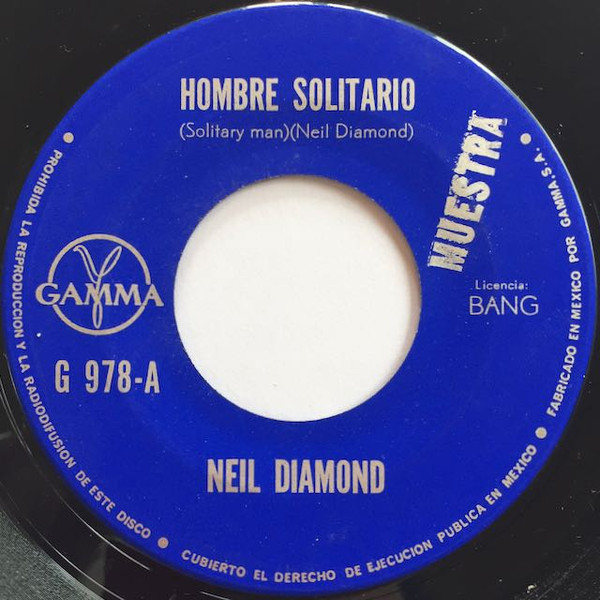 HOMBRE SOLITARIO
(Solitary man)(Neil Diamond)
MUESTRA
GAMMA
Licencia:
BANG
G 978-A
NEIL DIAMOND
• PROHIBIDA LA REPRODUCCION Y LA RADIODIFUSION DE ESTE DISCO • CUBIERTO EL DERECHO DE EJECUCION PUBLICA EN MEXICO • FABRICADO EN MEXICO POR GAMMA, S.A. •